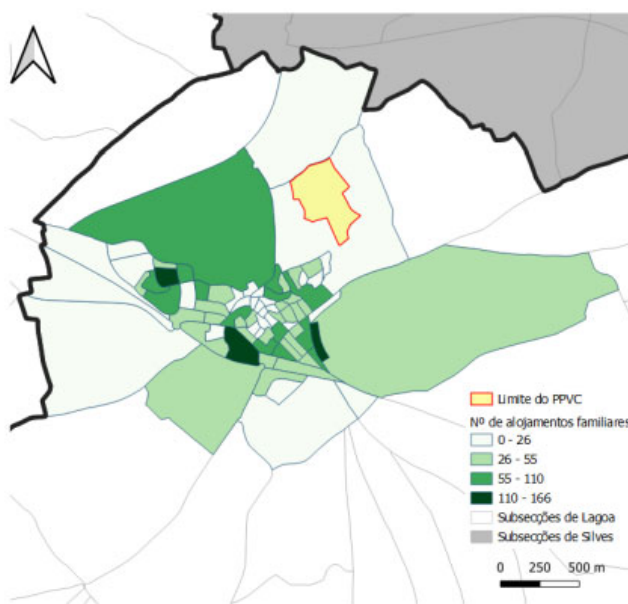 Limite do PPVC
Nº de alojamentos familiares
0 - 26
26 - 55
55 - 110
110 - 166
Subsecções de Lagoa
Subsecções de Silves
0 250 500 m